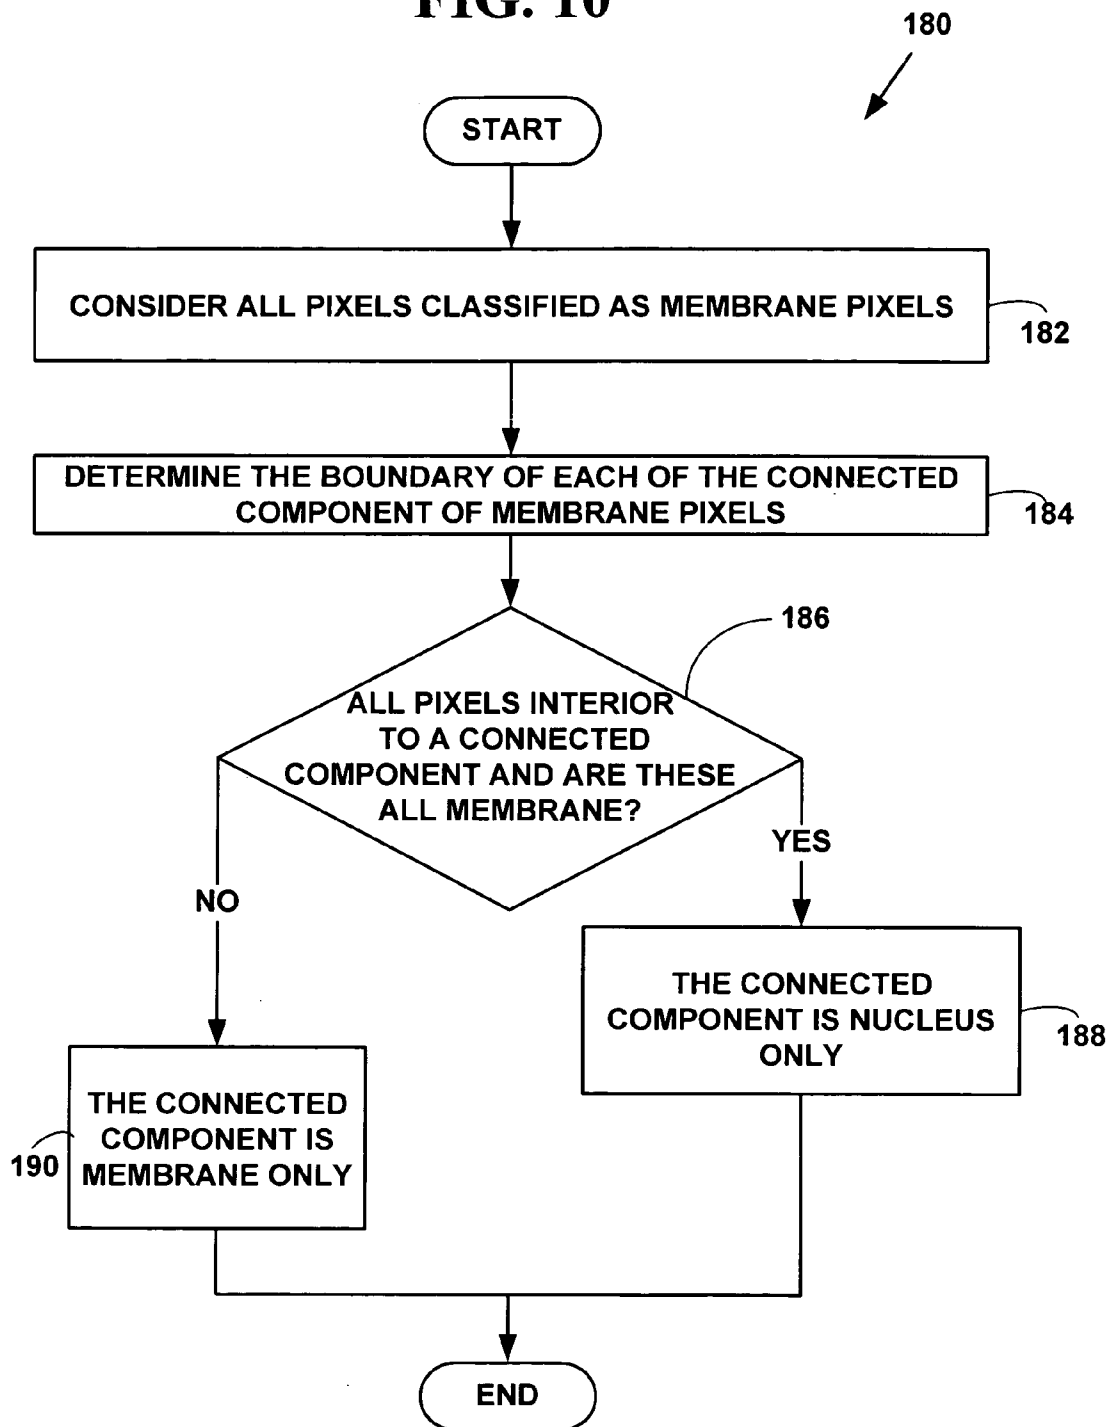 FIG. 10
180
START
CONSIDER ALL PIXELS CLASSIFIED AS MEMBRANE PIXELS
182
DETERMINE THE BOUNDARY OF EACH OF THE CONNECTED
COMPONENT OF MEMBRANE PIXELS
184
186
ALL PIXELS INTERIOR
TO A CONNECTED
COMPONENT AND ARE THESE
ALL MEMBRANE?
YES
NO
THE CONNECTED
COMPONENT IS NUCLEUS
ONLY
188
THE CONNECTED
COMPONENT IS
MEMBRANE ONLY
190
END